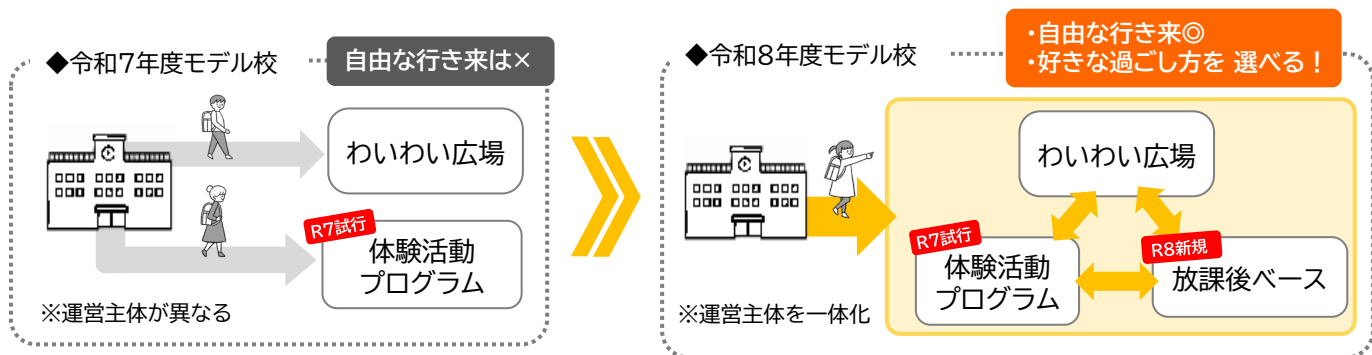 ◆令和7年度モデル校
自由な行き来は×
わいわい広場
R7試行
体験活動
プログラム
※運営主体が異なる
◆令和8年度モデル校
・自由な行き来◎
・好きな過ごし方を 選べる！
わいわい広場
R7試行
体験活動
プログラム
R8新規
放課後ベース
※運営主体を一体化